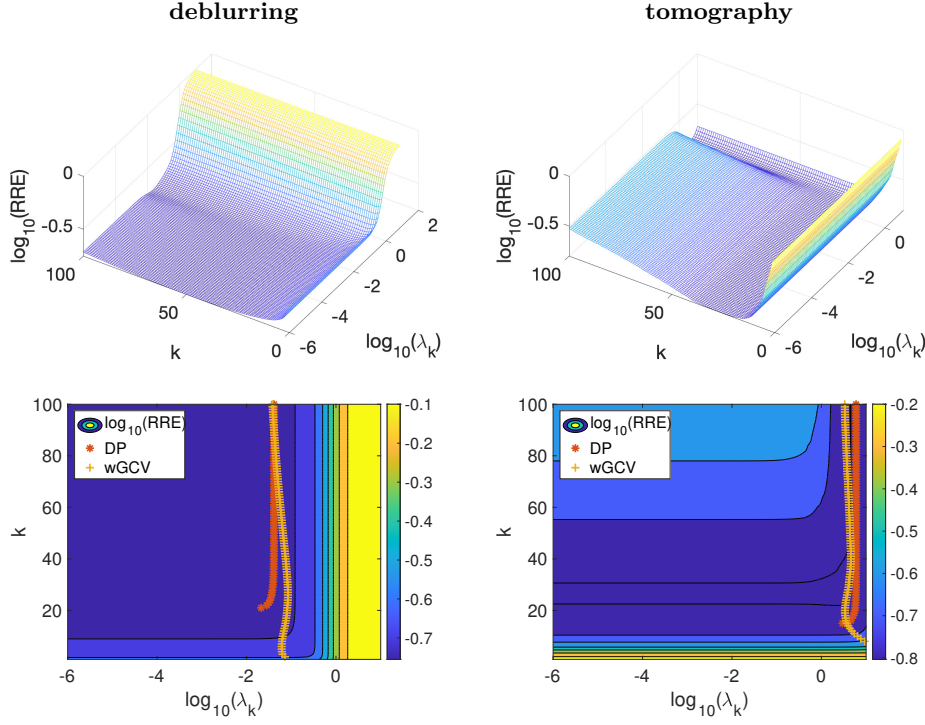 deblurring
tomography
log10(RRE)
0
-0.5
100
50
0
k
-6
-4
-2
0
2
log10(λk)
log10(RRE)
0
-0.5
100
50
0
k
-6
-4
-2
0
log10(λk)
k
100
80
60
40
20
-6
-4
-2
0
log10(λk)
log10(RRE)
DP
wGCV
-0.1
-0.2
-0.3
-0.4
-0.5
-0.6
-0.7
k
100
80
60
40
20
-6
-4
-2
0
log10(λk)
log10(RRE)
DP
wGCV
-0.2
-0.3
-0.4
-0.5
-0.6
-0.7
-0.8